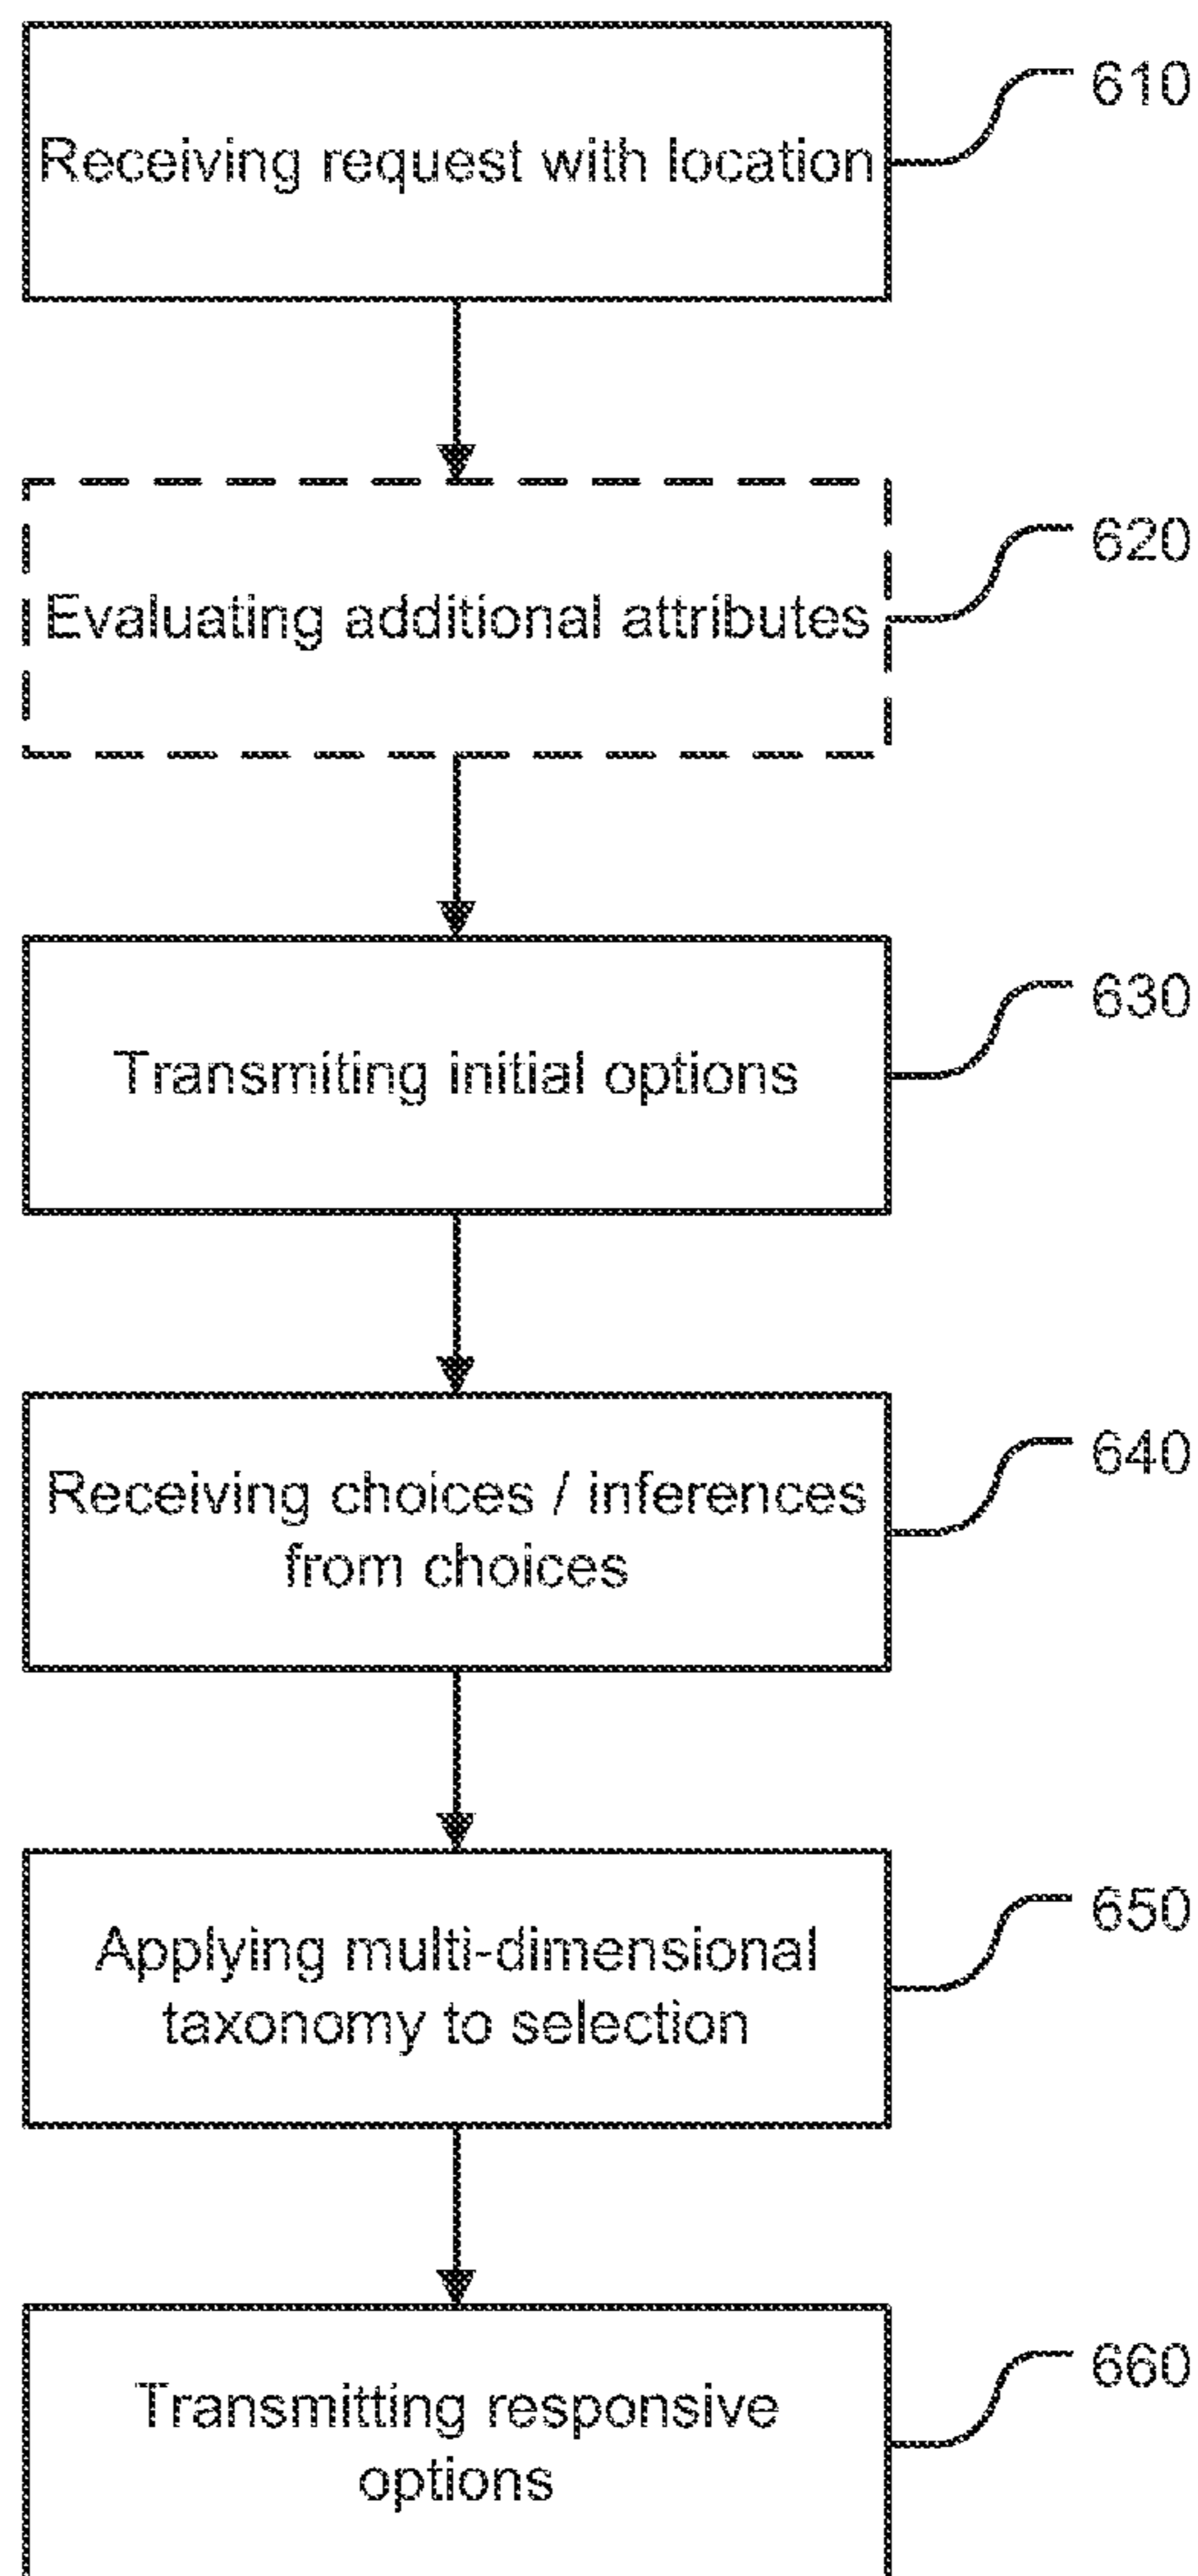 Receiving request with location
610
Evaluating additional attributes
620
Transmiting initial options
630
Receiving choices / inferences
from choices
640
Applying multi-dimensional
taxonomy to selection
650
Transmitting responsive
options
660